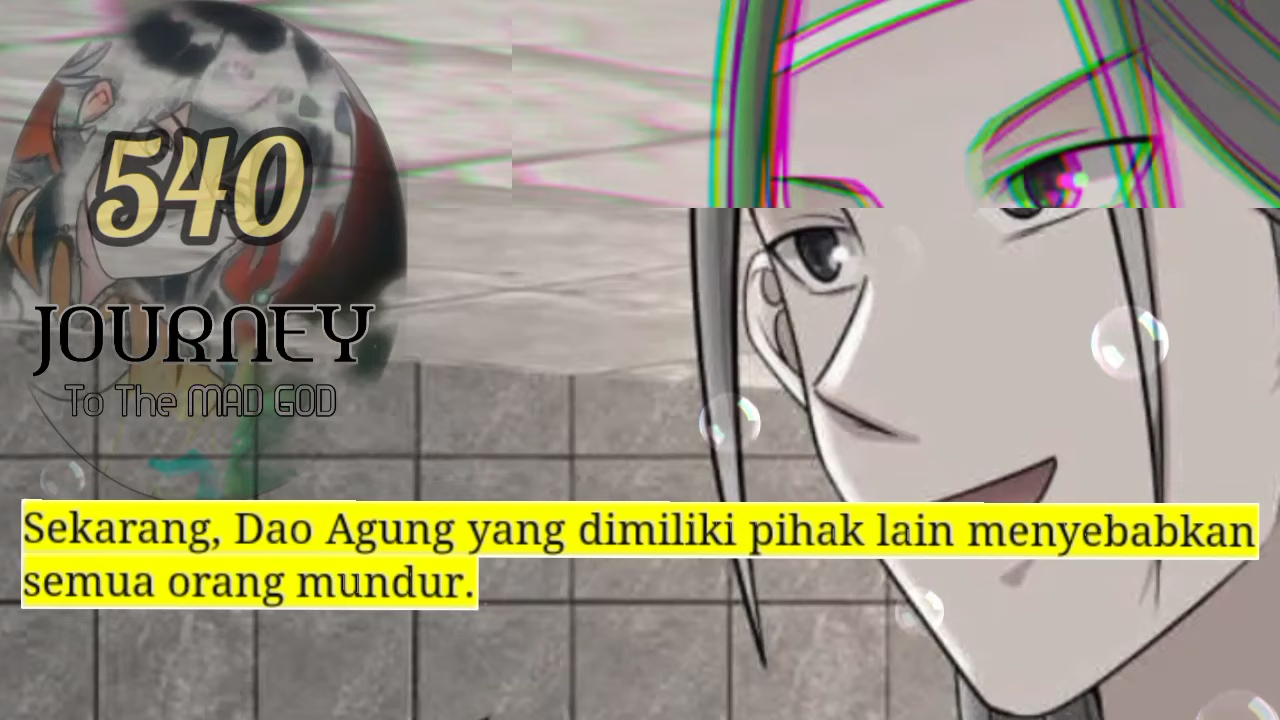 540
JOURNEY
To The MAD GOD
Sekarang, Dao Agung yang dimiliki pihak lain menyebabkan
semua orang mundur.